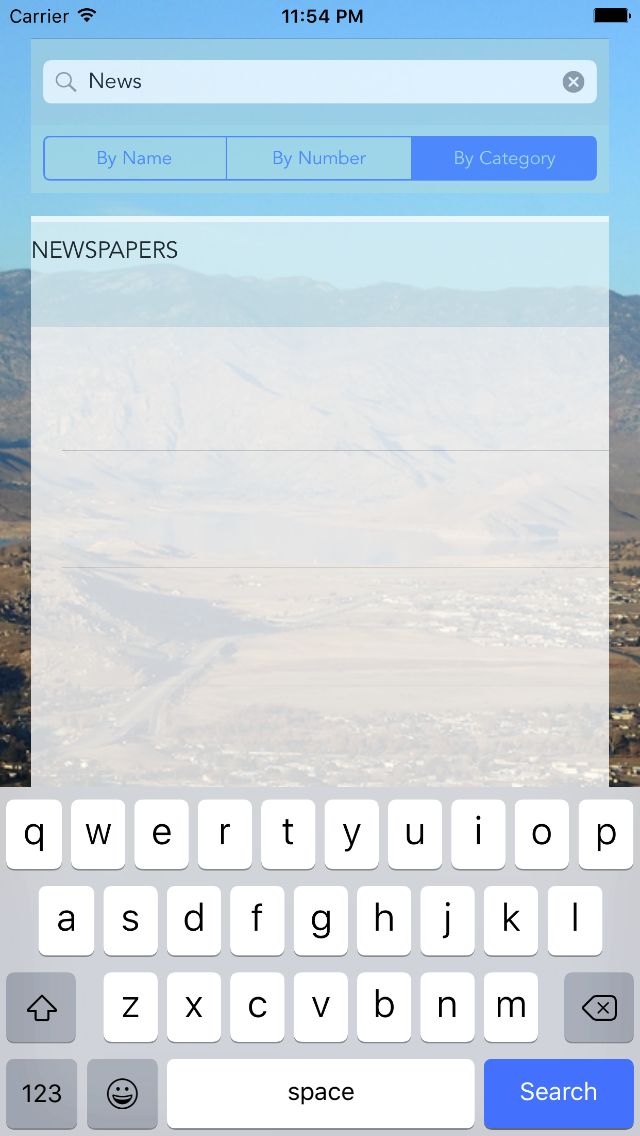 Carrier 11:54 PM
News
By Name By Number By Category
NEWSPAPERS
q w e r t y u i o p
a s d f g h j k l
z x c v b n m
123 space Search